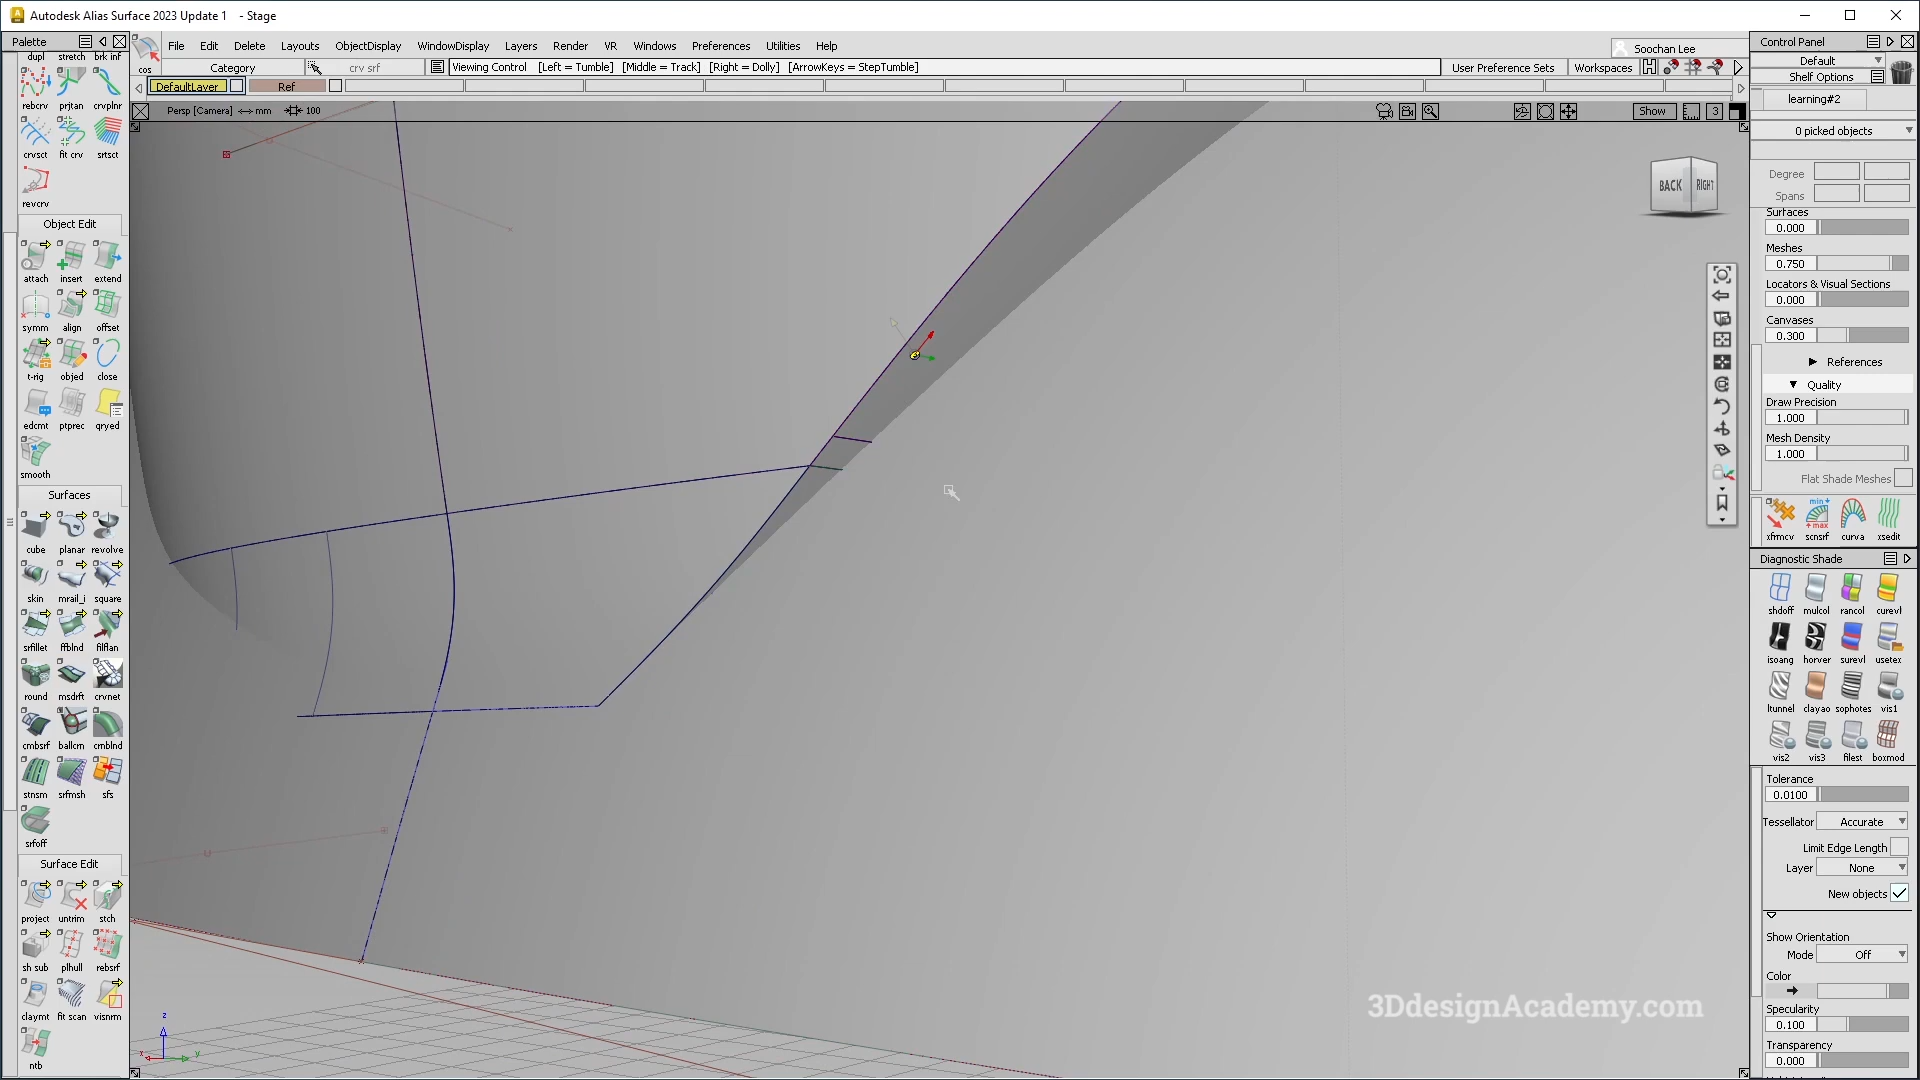 Autodesk Alias Surface 2023 Update 1 - Stage
Palette
File Edit Delete Layouts ObjectDisplay WindowDisplay Layers Render VR Windows Preferences Utilities Help
Soochan Lee
Control Panel
cos
Category
crv srf
Viewing Control [Left = Tumble] [Middle = Track] [Right = Dolly] [ArrowKeys = StepTumble]
User Preference Sets
Workspaces
Default
Shelf Options
DefaultLayer
Ref
learning#2
Persp [Camera] <-> mm 100
Show
3
0 picked objects
dupl stretch brk inf
rebcrv prjtan crvplnr
crvsct fit crv srtsct
revcrv
Object Edit
attach insert extend
symm align offset
t-rig objed close
edcmt ptprec qryed
smooth
Surfaces
cube planar revolve
skin mrail_i square
srfillet ffblnd filflan
round msdrft crvnet
cmbsrf ballcrn cmblnd
stnsm srfmsh sfs
srfoff
Surface Edit
project untrim stch
sh sub plhull rebsrf
claymt fit scan visnrm
ntb
BACK RIGHT
z
x
y
3DdesignAcademy.com
Degree
Spans
Surfaces
0.000
Meshes
0.750
Locators & Visual Sections
0.000
Canvases
0.300
References
Quality
Draw Precision
1.000
Mesh Density
1.000
Flat Shade Meshes
min
max
xfrmcv scnsrf curva xsedit
Diagnostic Shade
shdoff mulcol rancol curevl
isoang horver surevl usetex
ltunnel clayao sophotes vis1
vis2 vis3 filest boxmod
Tolerance
0.0100
Tessellator Accurate
Limit Edge Length
Layer None
New objects
Show Orientation
Mode Off
Color
Specularity
0.100
Transparency
0.000